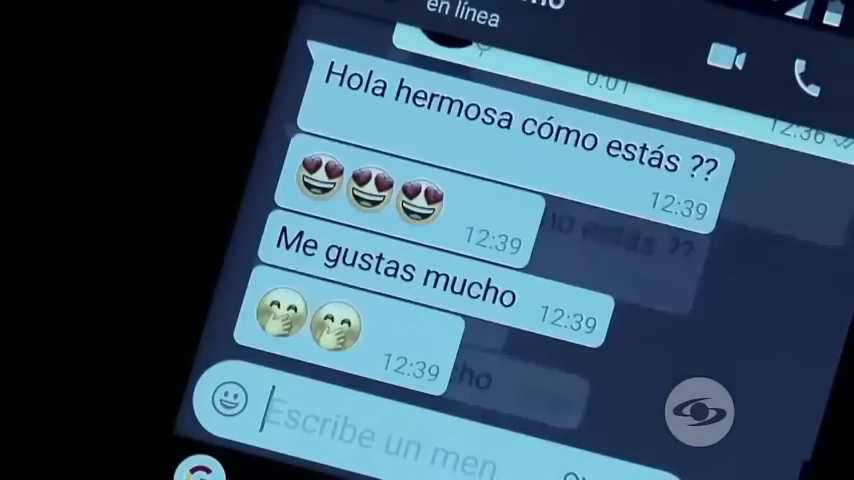 en línea
0:01
12:36
Hola hermosa cómo estás ??
12:39
😍😍😍
12:39
Me gustas mucho
12:39
🤭🤭
12:39
Escribe un men